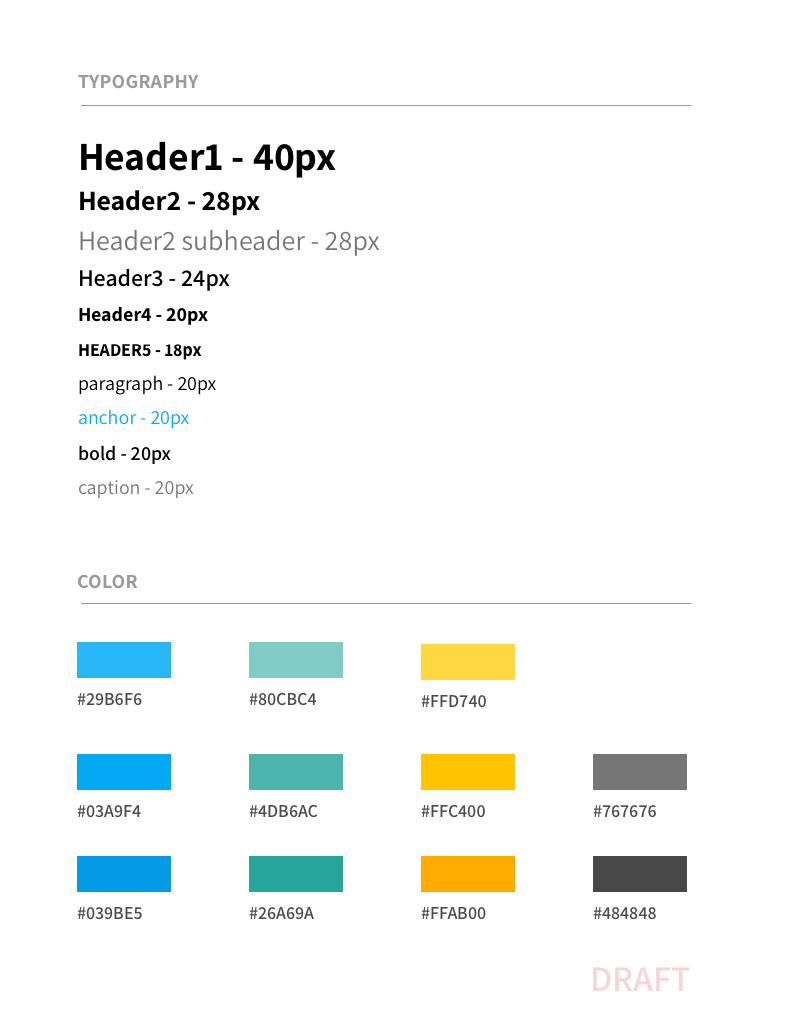 TYPOGRAPHY
Header1 - 40px
Header2 - 28px
Header2 subheader - 28px
Header3 - 24px
Header4 - 20px
HEADER5 - 18px
paragraph - 20px
anchor - 20px
bold - 20px
caption - 20px
COLOR
#29B6F6 #80CBC4 #FFD740
#03A9F4 #4DB6AC #FFC400 #767676
#039BE5 #26A69A #FFAB00 #484848
DRAFT